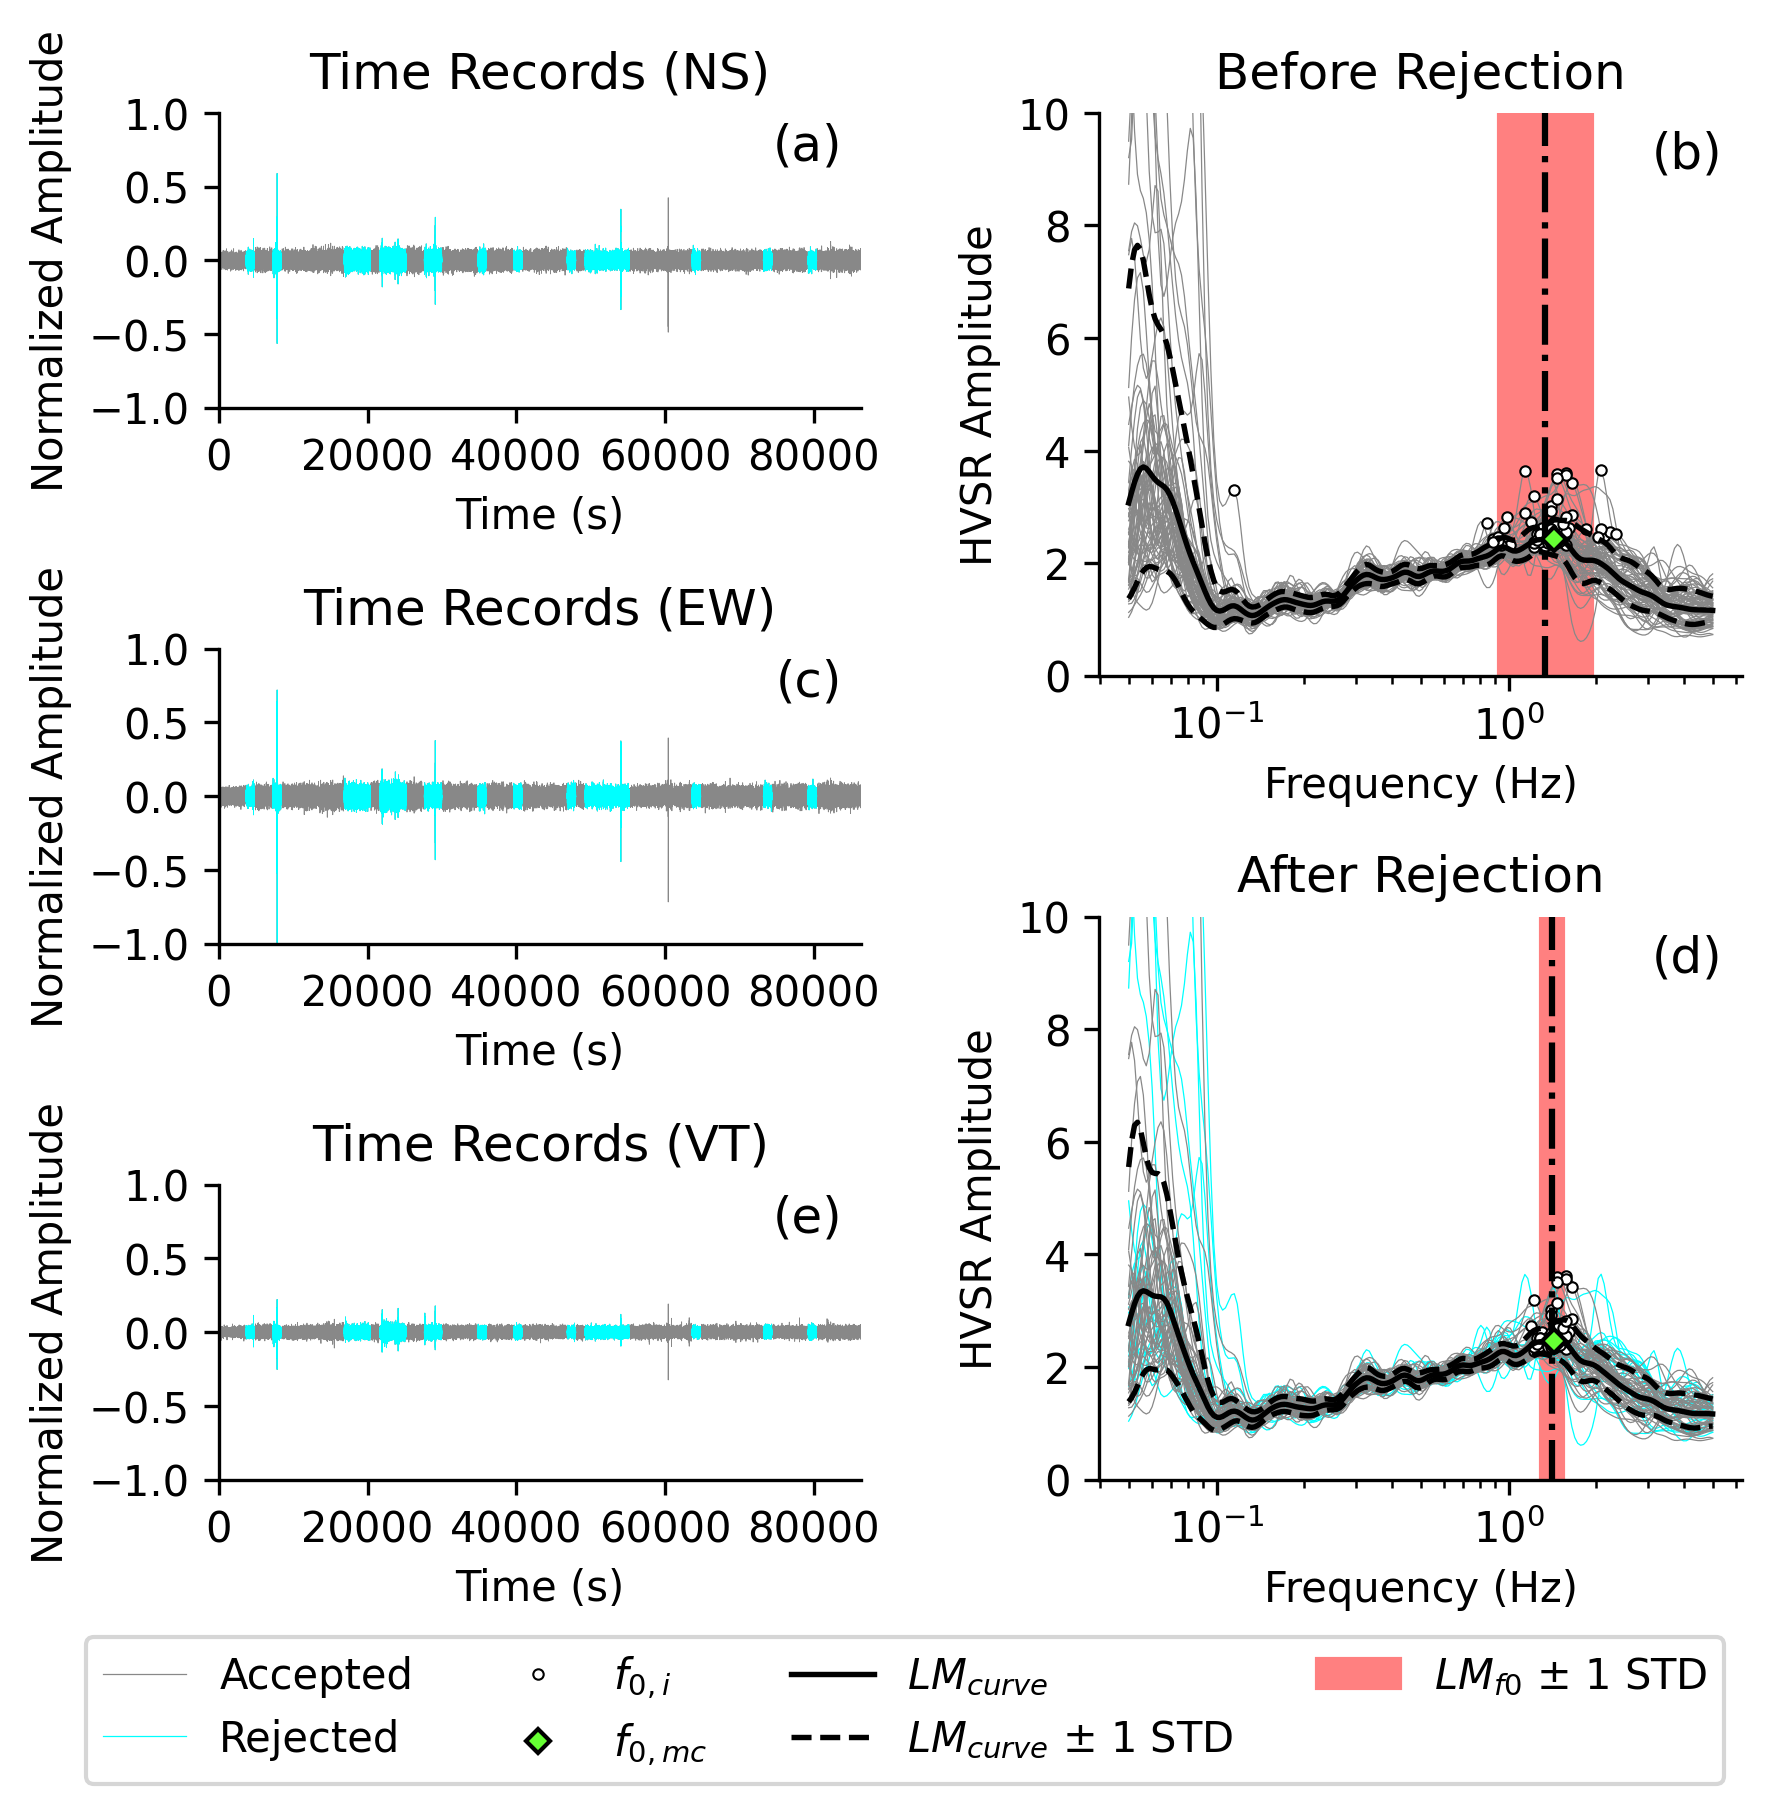 Time Records (NS)
(a)
Normalized Amplitude
1.0
0.5
0.0
−0.5
−1.0
0 20000 40000 60000 80000
Time (s)
Before Rejection
(b)
HVSR Amplitude
10
8
6
4
2
0
10⁻¹ 10⁰
Frequency (Hz)
Time Records (EW)
(c)
Normalized Amplitude
1.0
0.5
0.0
−0.5
−1.0
0 20000 40000 60000 80000
Time (s)
After Rejection
(d)
HVSR Amplitude
10
8
6
4
2
0
10⁻¹ 10⁰
Frequency (Hz)
Time Records (VT)
(e)
Normalized Amplitude
1.0
0.5
0.0
−0.5
−1.0
0 20000 40000 60000 80000
Time (s)
Accepted
Rejected
f0,i
f0,mc
LMcurve
LMcurve ± 1 STD
LMf0 ± 1 STD